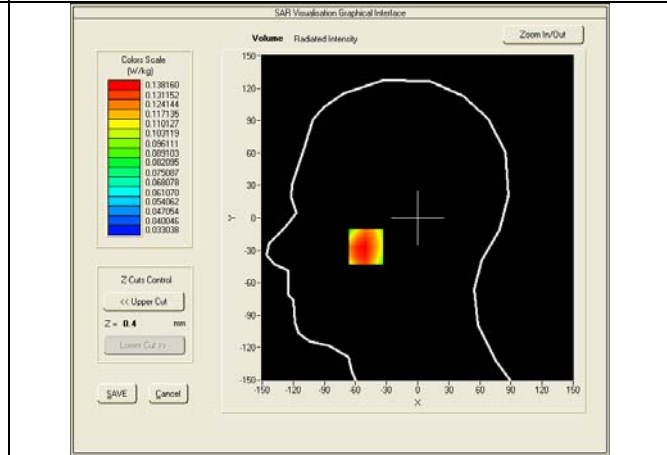 SAR Visualisation Graphical Interface
Volume Radiated Intensity
Zoom In/Out
Colors Scale
(W/kg)
0.138160
0.131152
0.124144
0.117135
0.110127
0.103119
0.096111
0.089103
0.082095
0.075087
0.068078
0.061070
0.054062
0.047054
0.040046
0.033038
Z Cuts Control
<< Upper Cut
Z = 0.4 mm
Lower Cut >>
SAVE Cancel
Y
150
120
90
60
30
0
-30
-60
-90
-120
-150
-150 -120 -90 -60 -30 0 30 60 90 120 150
X